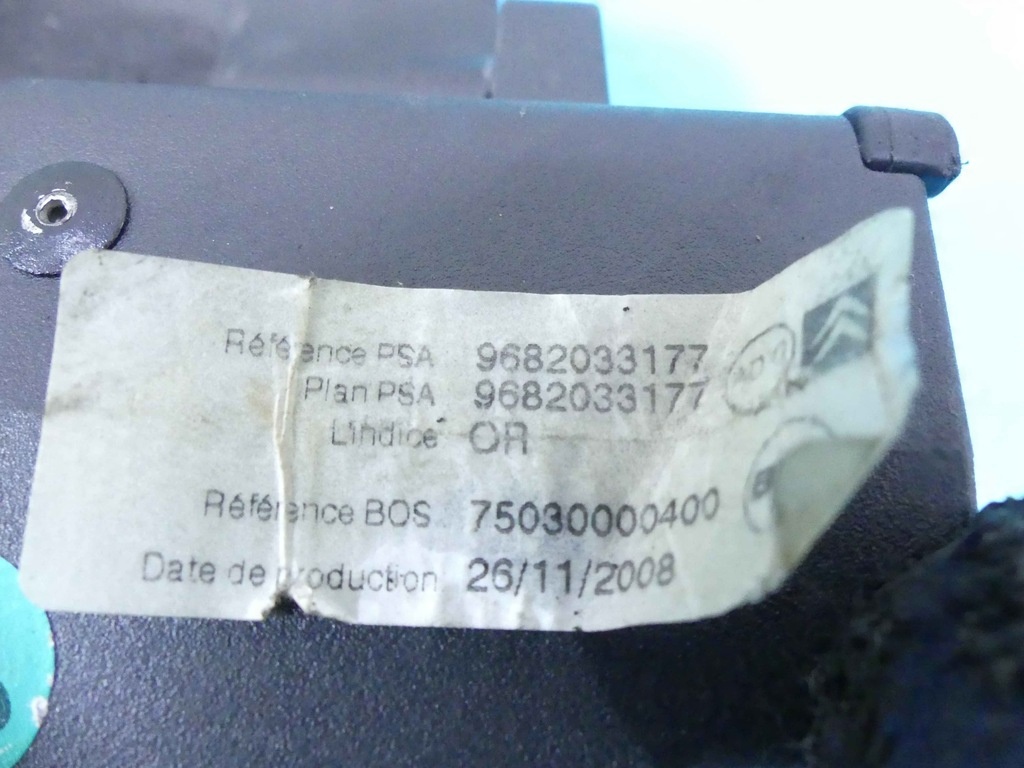 Référence PSA 9682033177
Plan PSA 9682033177
L'indice OR
Référence BOS 75030000400
Date de production 26/11/2008